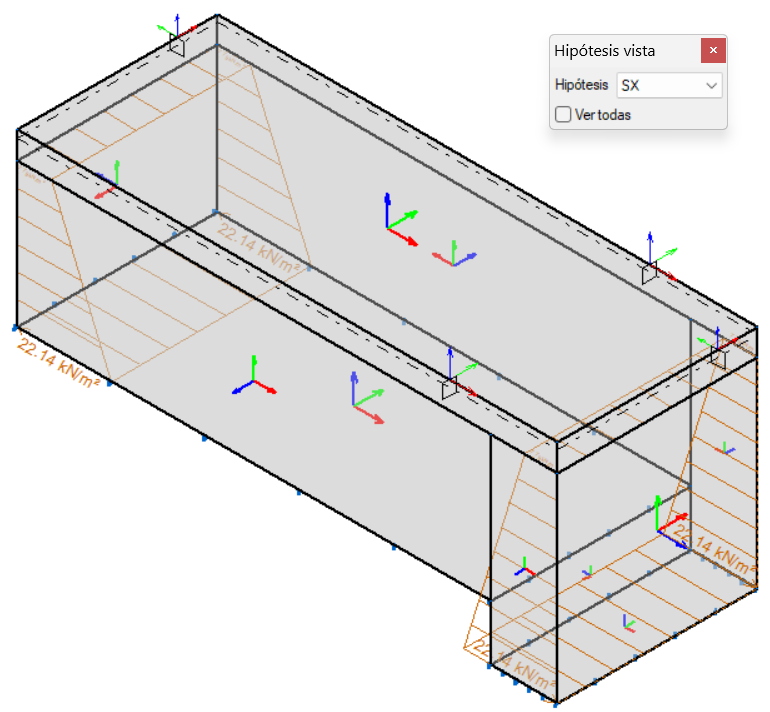 Hipótesis vista
Hipótesis SX
Ver todas
22.14 kN/m²
22.14 kN/m²
22.14 kN/m²
22.14 kN/m²